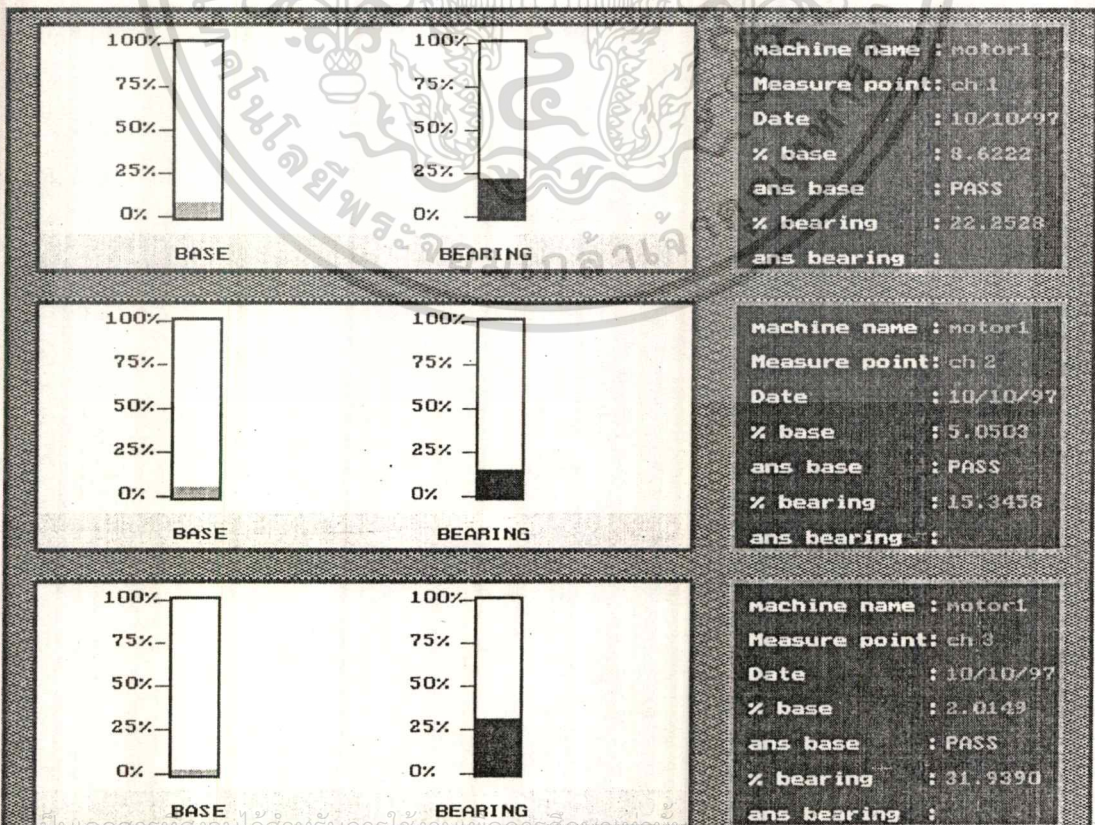 100%
75%
50%
25%
0%
BASE
100%
75%
50%
25%
0%
BEARING
machine name : motor1
Measure point: ch 1
Date : 10/10/97
% base : 8.6222
ans base : PASS
% bearing : 22.2528
ans bearing :
100%
75%
50%
25%
0%
BASE
100%
75%
50%
25%
0%
BEARING
machine name : motor1
Measure point: ch 2
Date : 10/10/97
% base : 5.0503
ans base : PASS
% bearing : 15.3458
ans bearing :
100%
75%
50%
25%
0%
BASE
100%
75%
50%
25%
0%
BEARING
machine name : motor1
Measure point: ch 3
Date : 10/10/97
% base : 2.0149
ans base : PASS
% bearing : 31.9390
ans bearing :